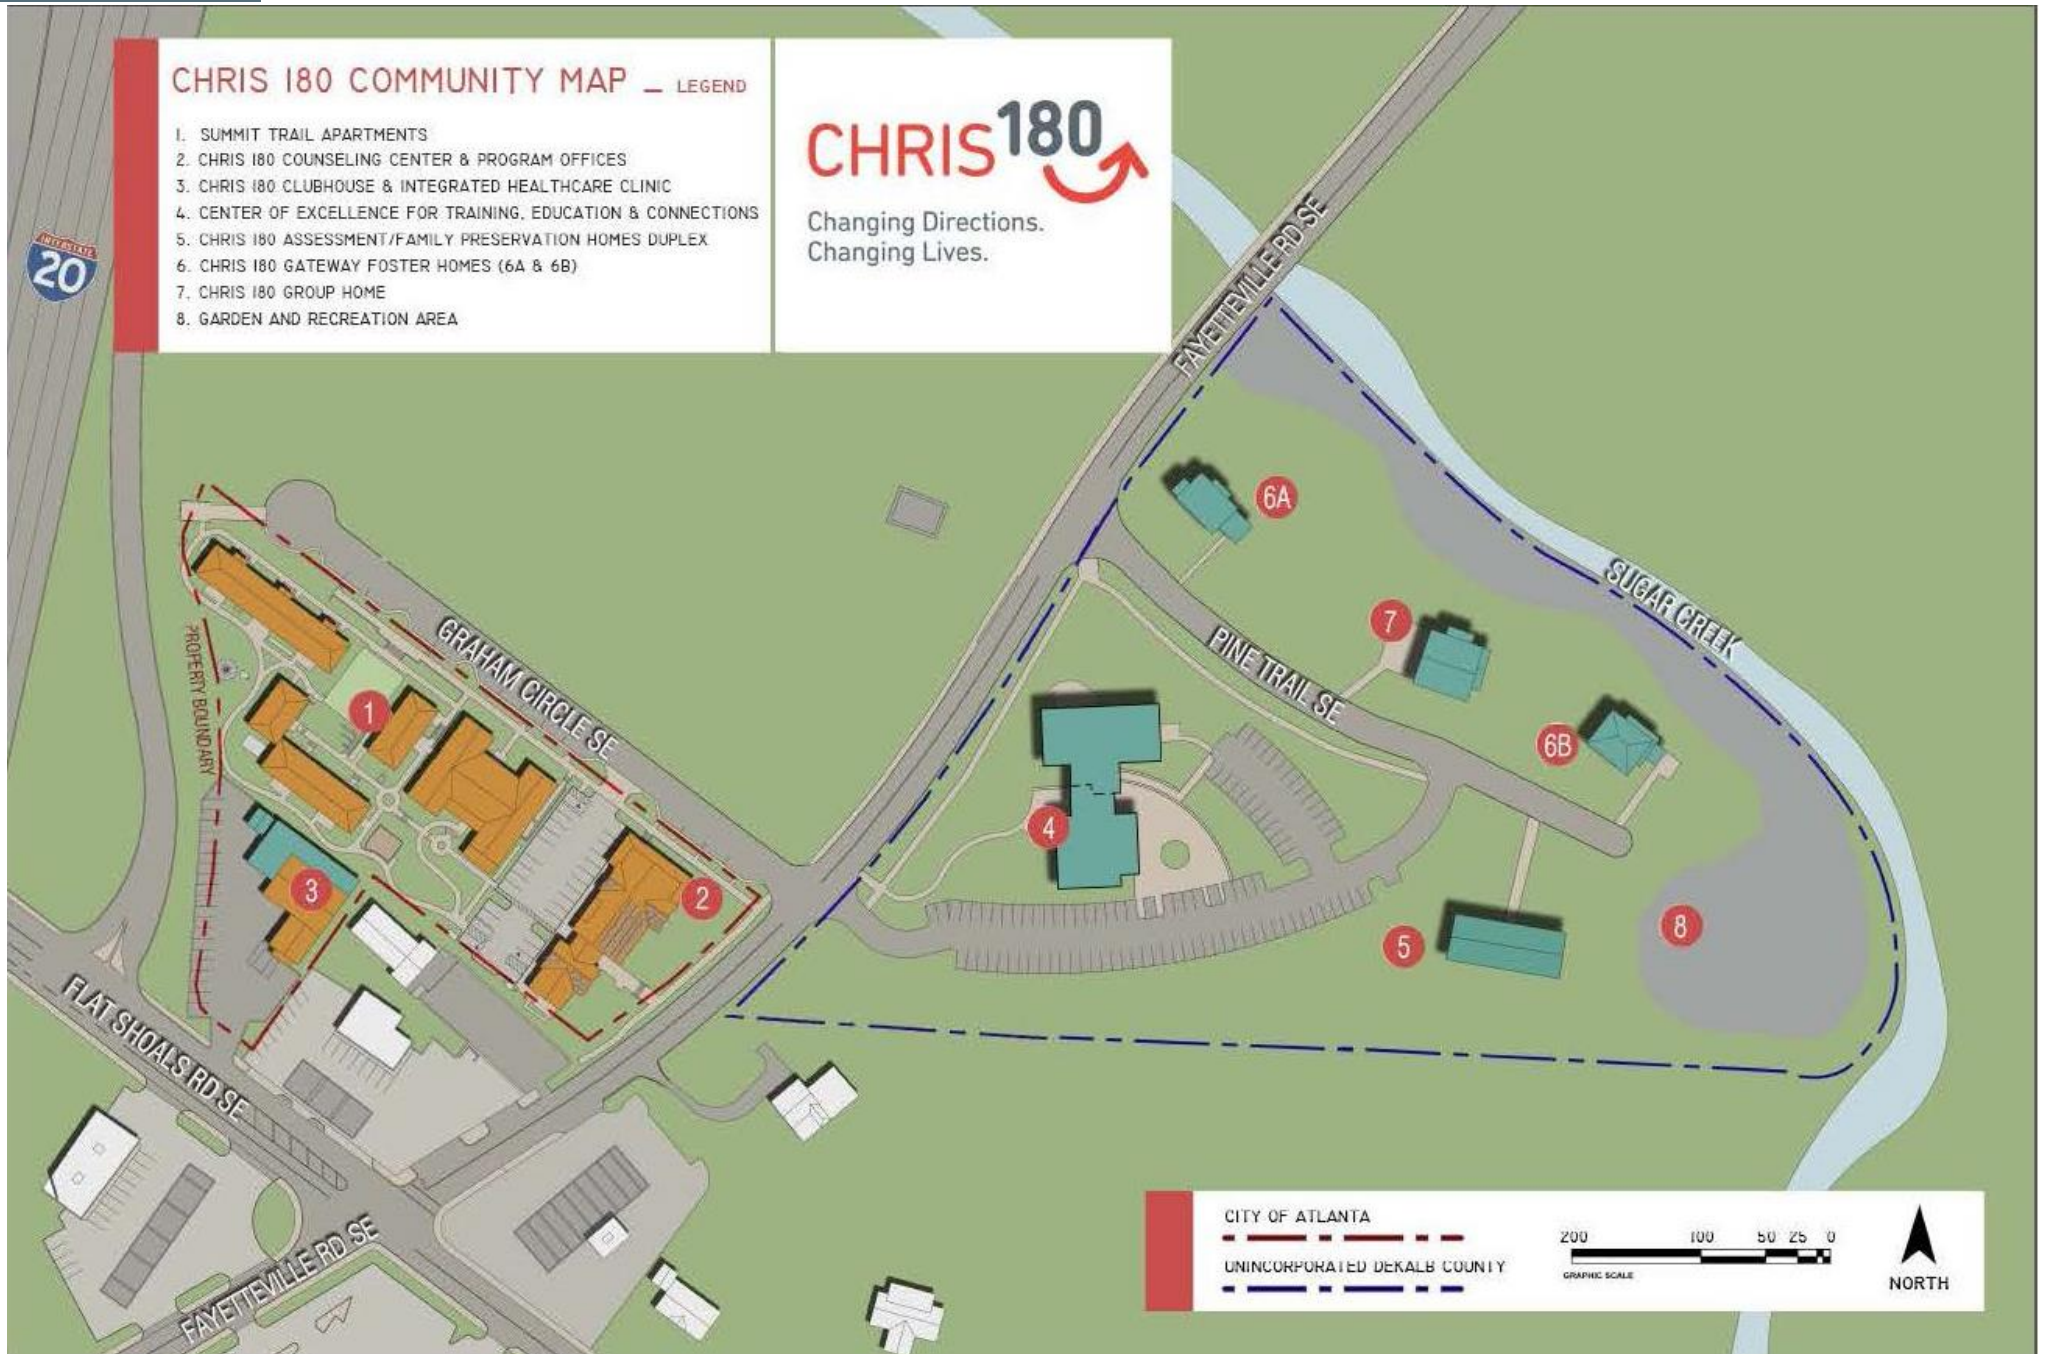 CHRIS 180 COMMUNITY MAP _ LEGEND
1. SUMMIT TRAIL APARTMENTS
2. CHRIS 180 COUNSELING CENTER & PROGRAM OFFICES
3. CHRIS 180 CLUBHOUSE & INTEGRATED HEALTHCARE CLINIC
4. CENTER OF EXCELLENCE FOR TRAINING, EDUCATION & CONNECTIONS
5. CHRIS 180 ASSESSMENT/FAMILY PRESERVATION HOMES DUPLEX
6. CHRIS 180 GATEWAY FOSTER HOMES (6A & 6B)
7. CHRIS 180 GROUP HOME
8. GARDEN AND RECREATION AREA
CHRIS180
Changing Directions.
Changing Lives.
INTERSTATE
20
FAYETTEVILLE RD SE
6A
SUGAR CREEK
7
PINE TRAIL SE
6B
GRAHAM CIRCLE SE
PROPERTY BOUNDARY
1
4
3
2
5
8
FLAT SHOALS RD SE
FAYETTEVILLE RD SE
CITY OF ATLANTA
UNINCORPORATED DEKALB COUNTY
200 100 50 25 0
GRAPHIC SCALE
NORTH